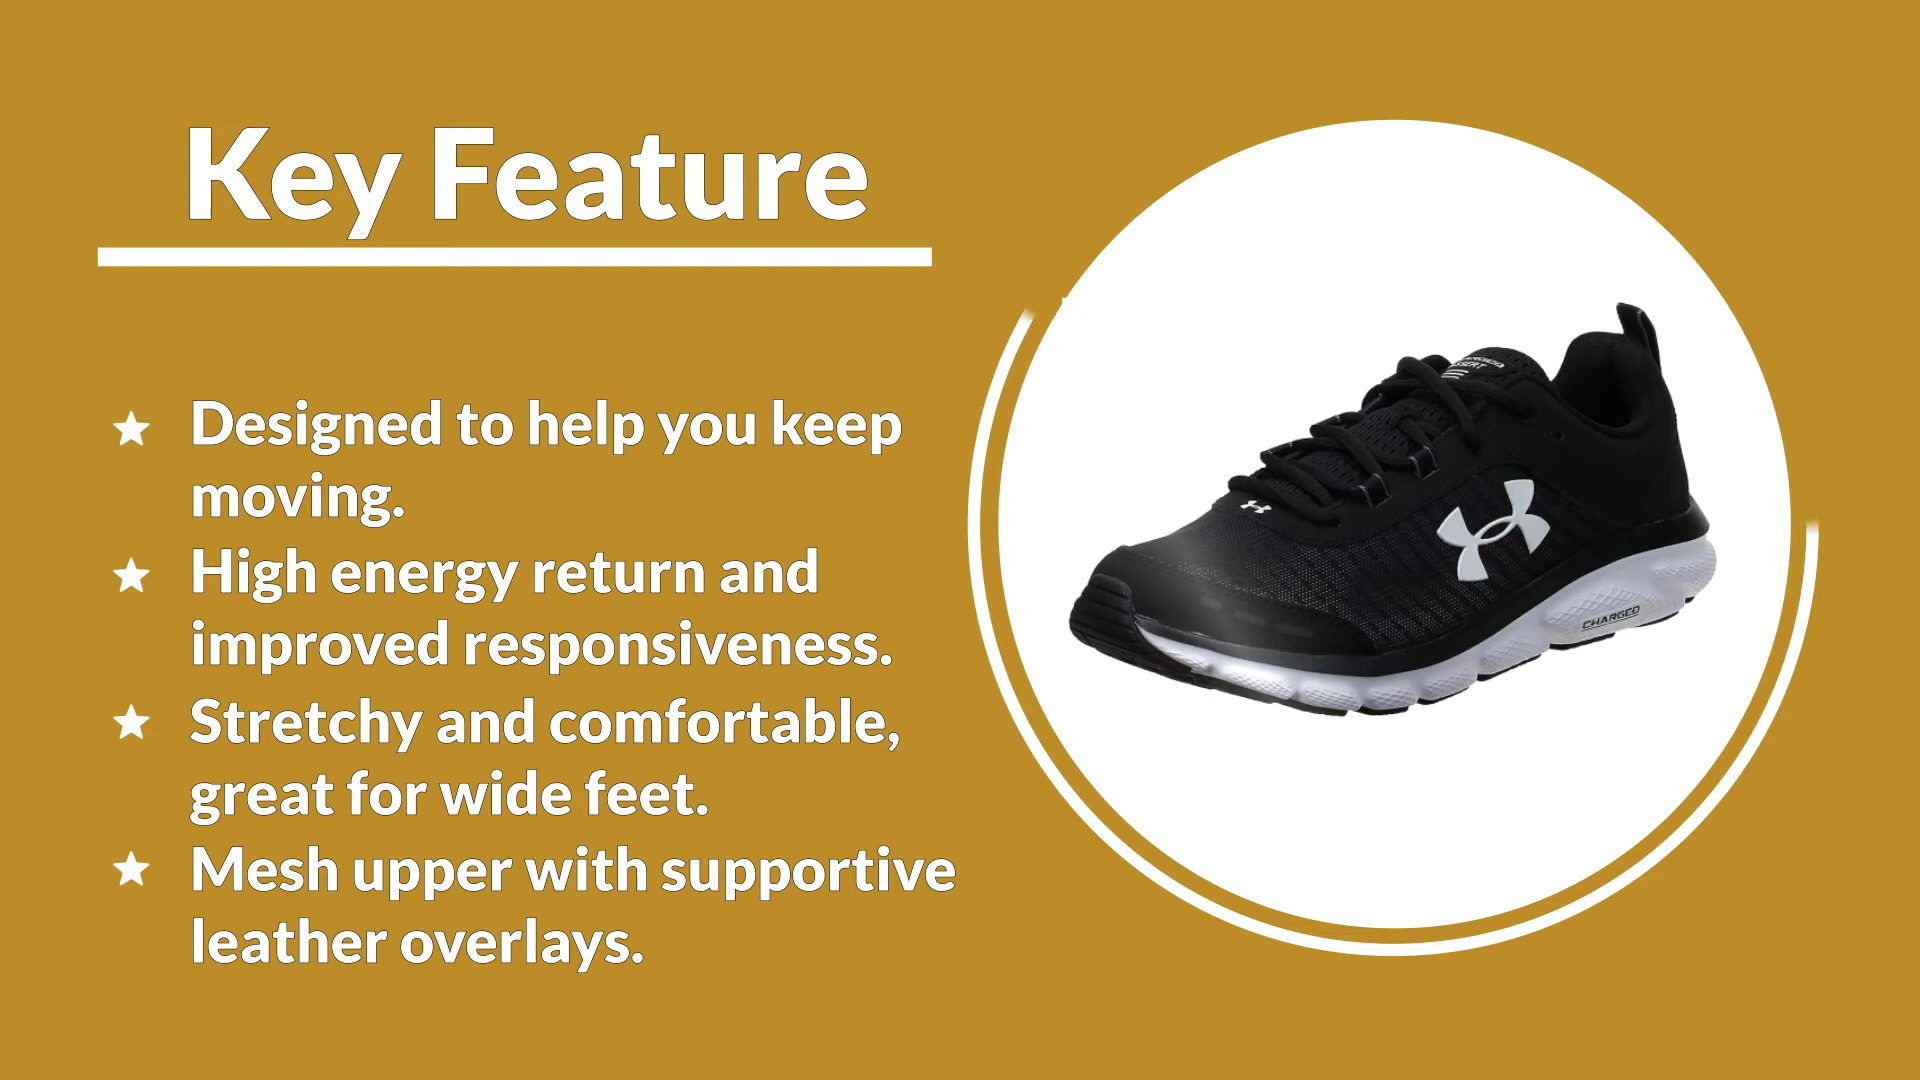 Key Feature
Designed to help you keep
moving.
High energy return and
improved responsiveness.
Stretchy and comfortable,
great for wide feet.
Mesh upper with supportive
leather overlays.
CHARGED